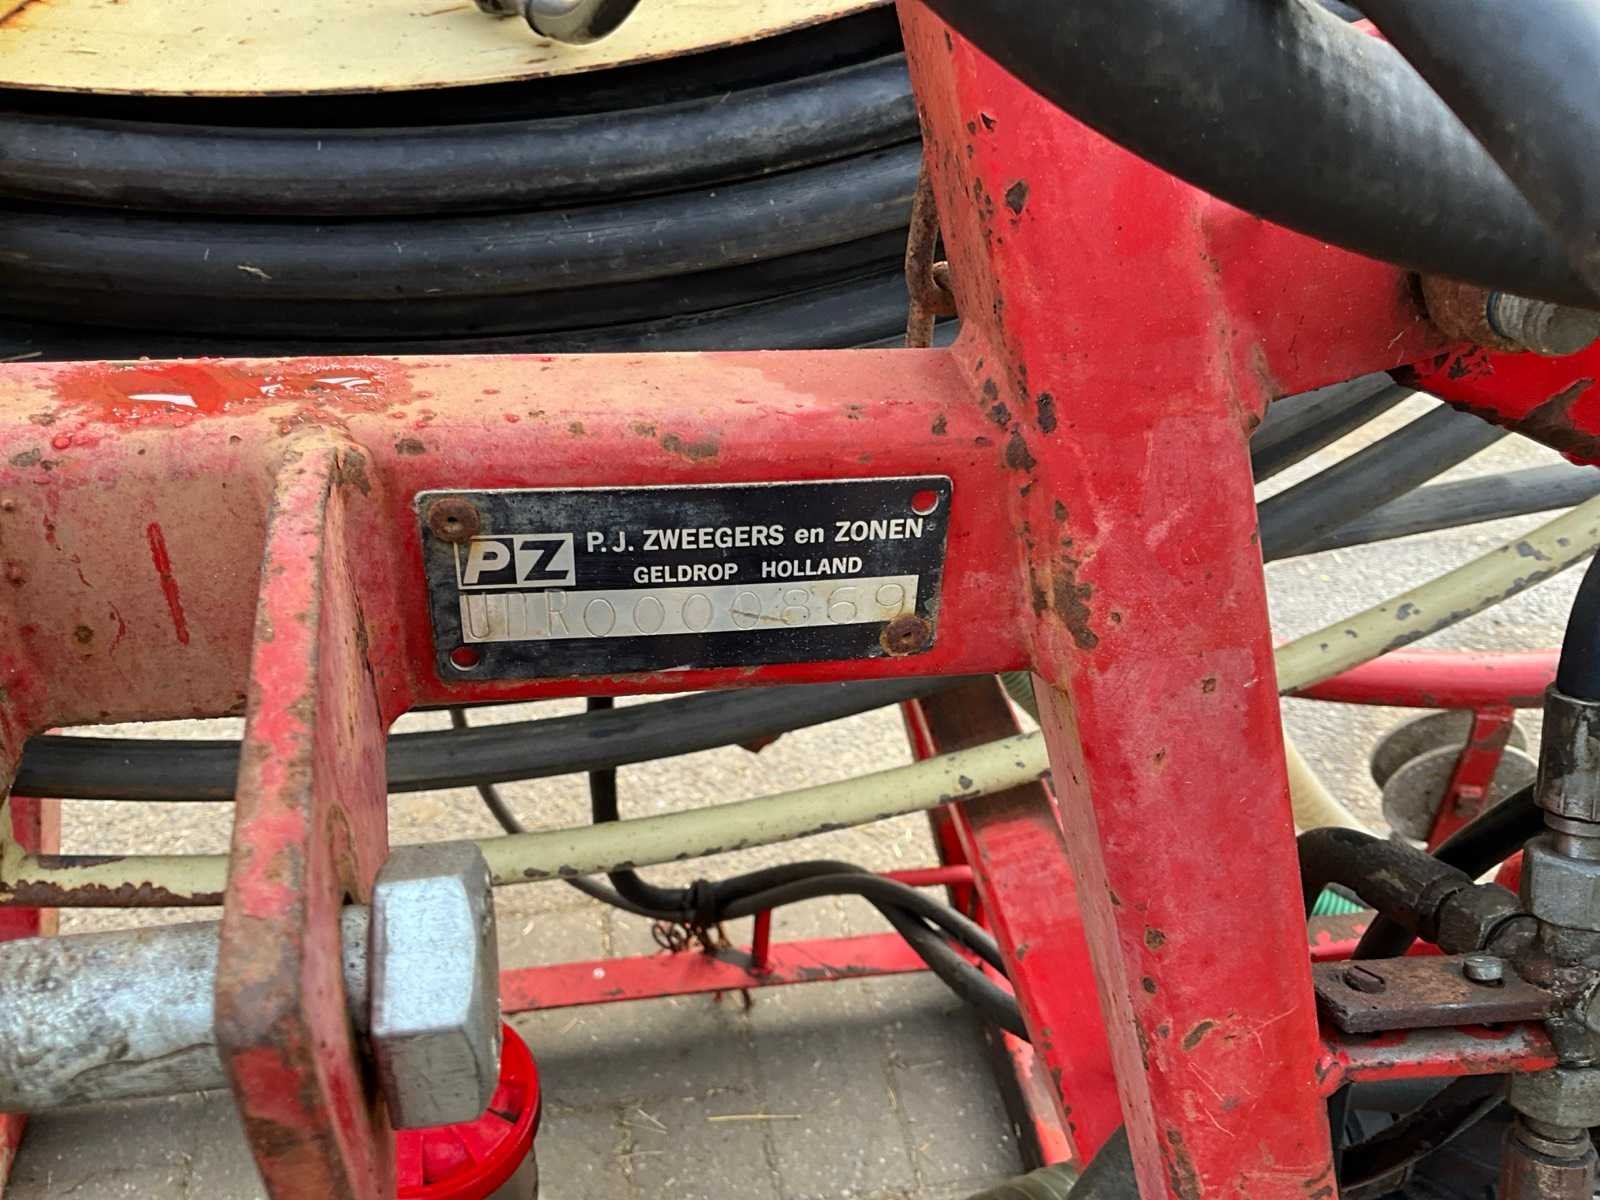 PZ P.J. ZWEEGERS en ZONEN
GELDROP HOLLAND
UDR0000869